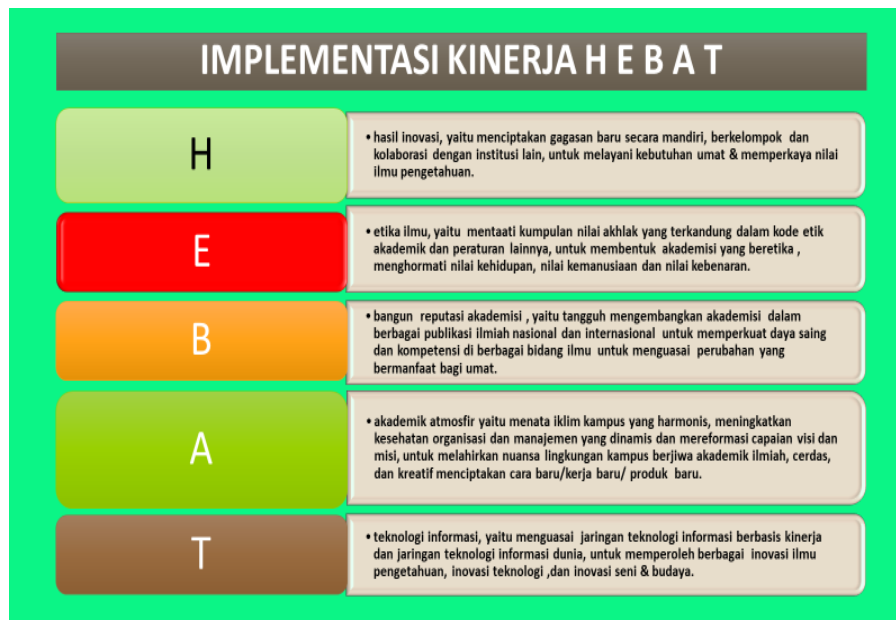 IMPLEMENTASI KINERJA H E B A T
H
• hasil inovasi, yaitu menciptakan gagasan baru secara mandiri, berkelompok dan
kolaborasi dengan institusi lain, untuk melayani kebutuhan umat & memperkaya nilai
ilmu pengetahuan.
E
• etika ilmu, yaitu mentaati kumpulan nilai akhlak yang terkandung dalam kode etik
akademik dan peraturan lainnya, untuk membentuk akademisi yang beretika ,
menghormati nilai kehidupan, nilai kemanusiaan dan nilai kebenaran.
B
• bangun reputasi akademisi , yaitu tangguh mengembangkan akademisi dalam
berbagai publikasi ilmiah nasional dan internasional untuk memperkuat daya saing
dan kompetensi di berbagai bidang ilmu untuk menguasai perubahan yang
bermanfaat bagi umat.
A
• akademik atmosfir yaitu menata iklim kampus yang harmonis, meningkatkan
kesehatan organisasi dan manajemen yang dinamis dan mereformasi capaian visi dan
misi, untuk melahirkan nuansa lingkungan kampus berjiwa akademik ilmiah, cerdas,
dan kreatif menciptakan cara baru/kerja baru/ produk baru.
T
• teknologi informasi, yaitu menguasai jaringan teknologi informasi berbasis kinerja
dan jaringan teknologi informasi dunia, untuk memperoleh berbagai inovasi ilmu
pengetahuan, inovasi teknologi ,dan inovasi seni & budaya.